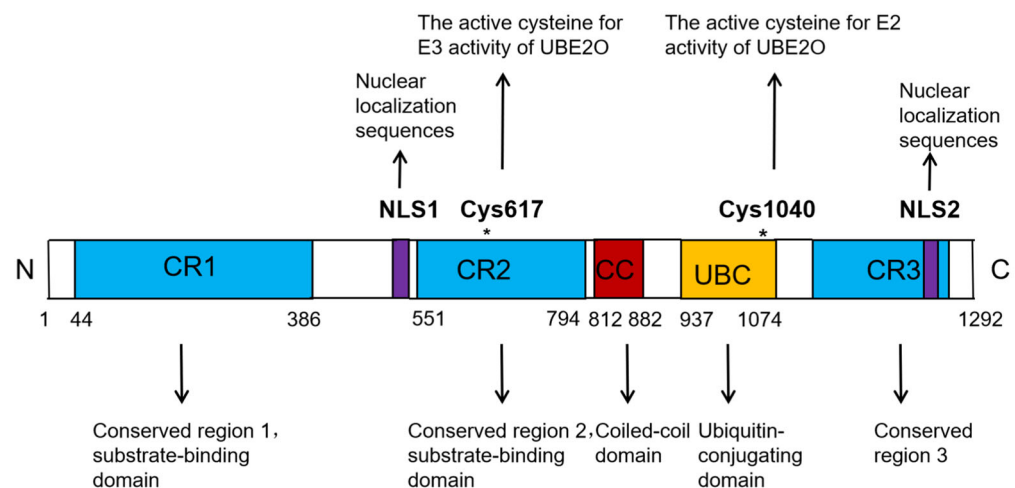 The active cysteine for
E3 activity of UBE2O
The active cysteine for E2
activity of UBE2O
Nuclear
localization
sequences
Nuclear
localization
sequences
NLS1
Cys617
Cys1040
NLS2
*
*
N
CR1
CR2
CC
UBC
CR3
C
1
44
386
551
794
812
882
937
1074
1292
Conserved region 1,
substrate-binding
domain
Conserved region 2,
substrate-binding
domain
Coiled-coil
domain
Ubiquitin-
conjugating
domain
Conserved
region 3